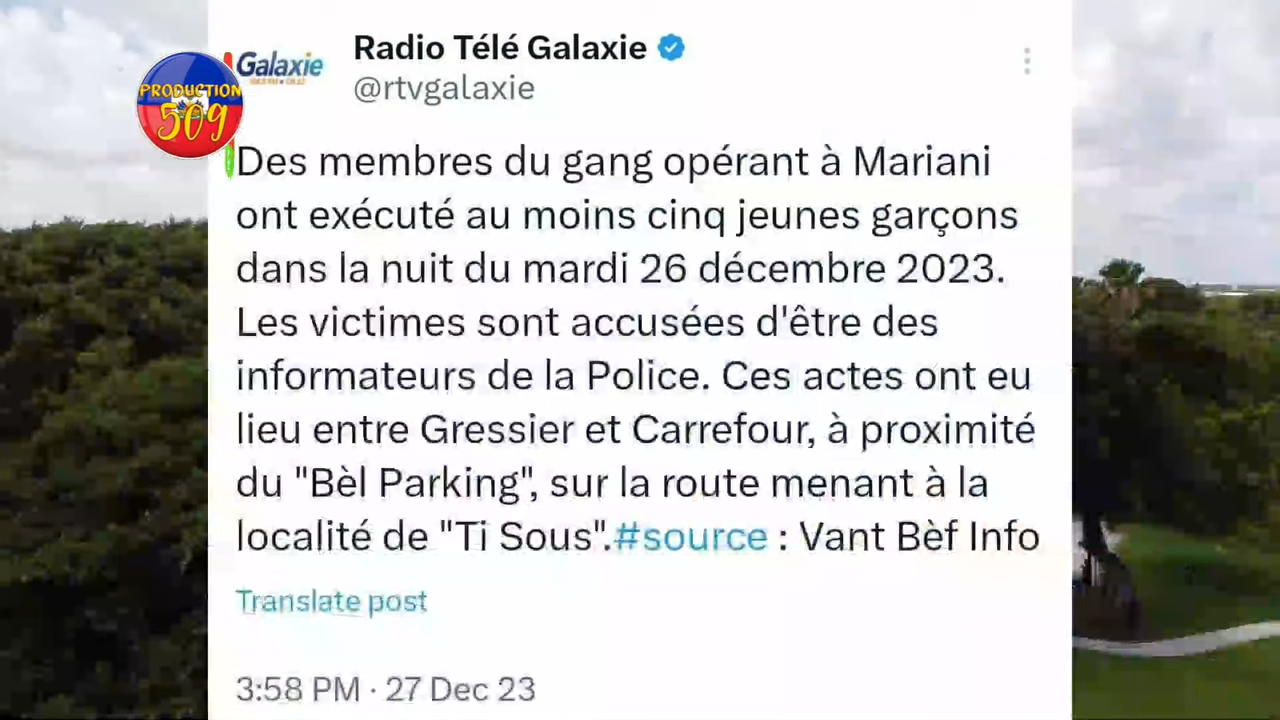 Galaxie
Radio Télé Galaxie
@rtvgalaxie
PRODUCTION
509
Des membres du gang opérant à Mariani
ont exécuté au moins cinq jeunes garçons
dans la nuit du mardi 26 décembre 2023.
Les victimes sont accusées d'être des
informateurs de la Police. Ces actes ont eu
lieu entre Gressier et Carrefour, à proximité
du "Bèl Parking", sur la route menant à la
localité de "Ti Sous".#source : Vant Bèf Info
Translate post
3:58 PM · 27 Dec 23